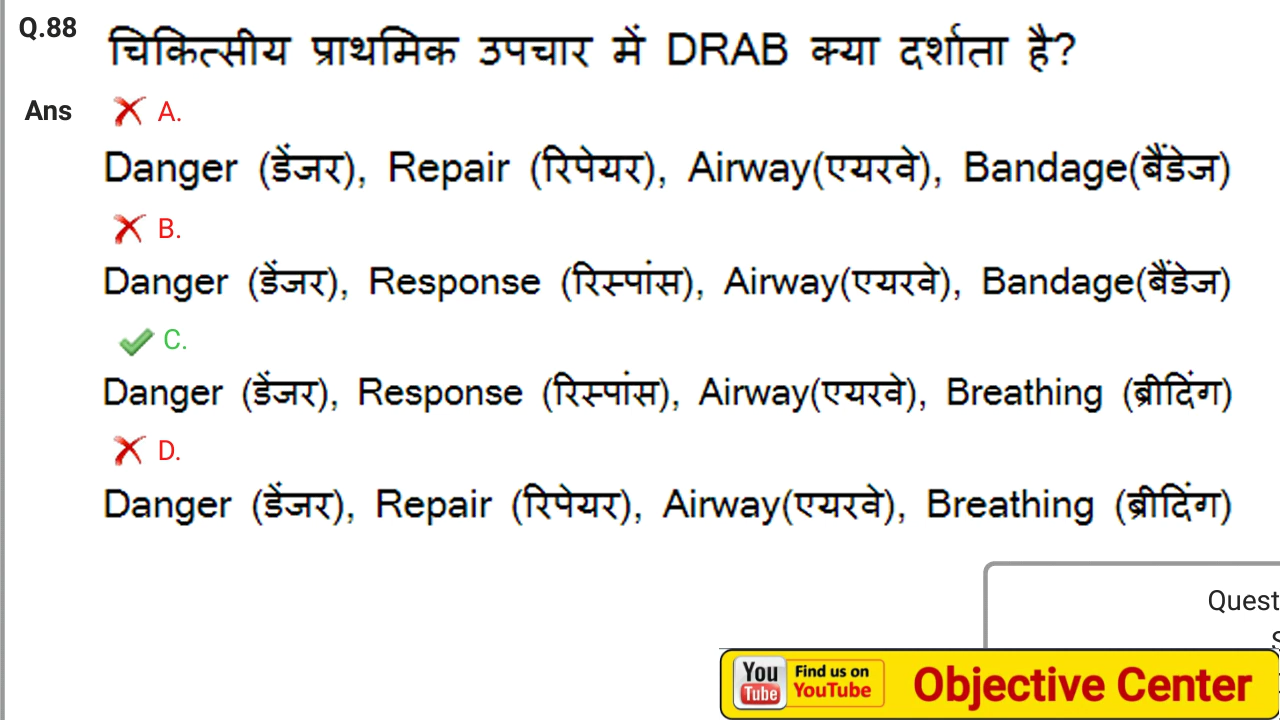 Q.88 चिकित्सीय प्राथमिक उपचार में DRAB क्या दर्शाता है?
Ans A.
Danger (डेंजर), Repair (रिपेयर), Airway(एयरवे), Bandage(बैंडेज)
B.
Danger (डेंजर), Response (रिस्पांस), Airway(एयरवे), Bandage(बैंडेज)
C.
Danger (डेंजर), Response (रिस्पांस), Airway(एयरवे), Breathing (ब्रीदिंग)
D.
Danger (डेंजर), Repair (रिपेयर), Airway(एयरवे), Breathing (ब्रीदिंग)
Quest
You Tube Find us on YouTube Objective Center